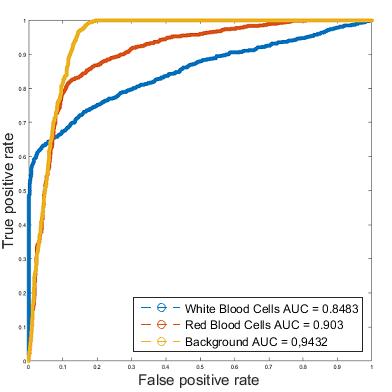 True positive rate
1
0.9
0.8
0.7
0.6
0.5
0.4
0.3
0.2
0.1
0
0 0.1 0.2 0.3 0.4 0.5 0.6 0.7 0.8 0.9 1
White Blood Cells AUC = 0.8483
Red Blood Cells AUC = 0.903
Background AUC = 0,9432
False positive rate